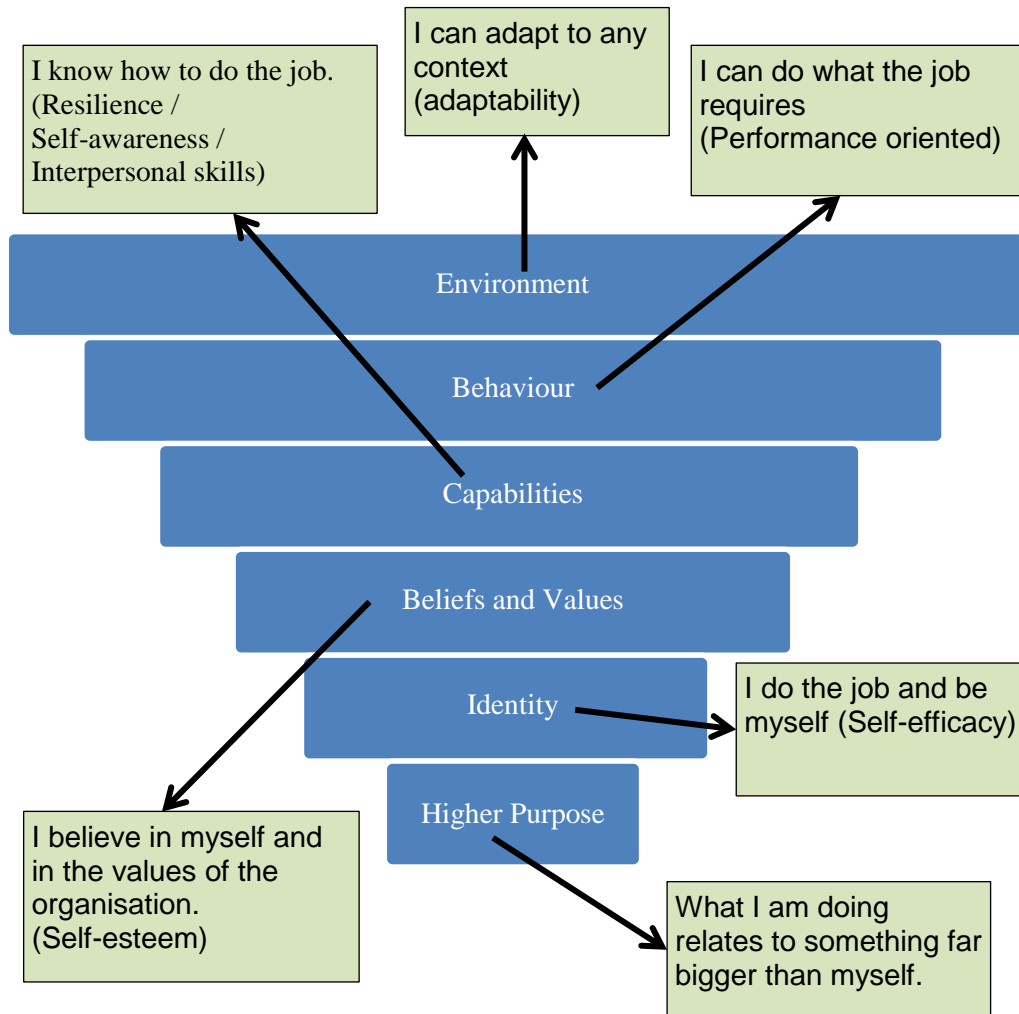 I know how to do the job.
(Resilience /
Self-awareness /
Interpersonal skills)
I can adapt to any
context
(adaptability)
I can do what the job
requires
(Performance oriented)
Environment
Behaviour
Capabilities
Beliefs and Values
Identity
I do the job and be
myself (Self-efficacy)
Higher Purpose
I believe in myself and
in the values of the
organisation.
(Self-esteem)
What I am doing
relates to something far
bigger than myself.